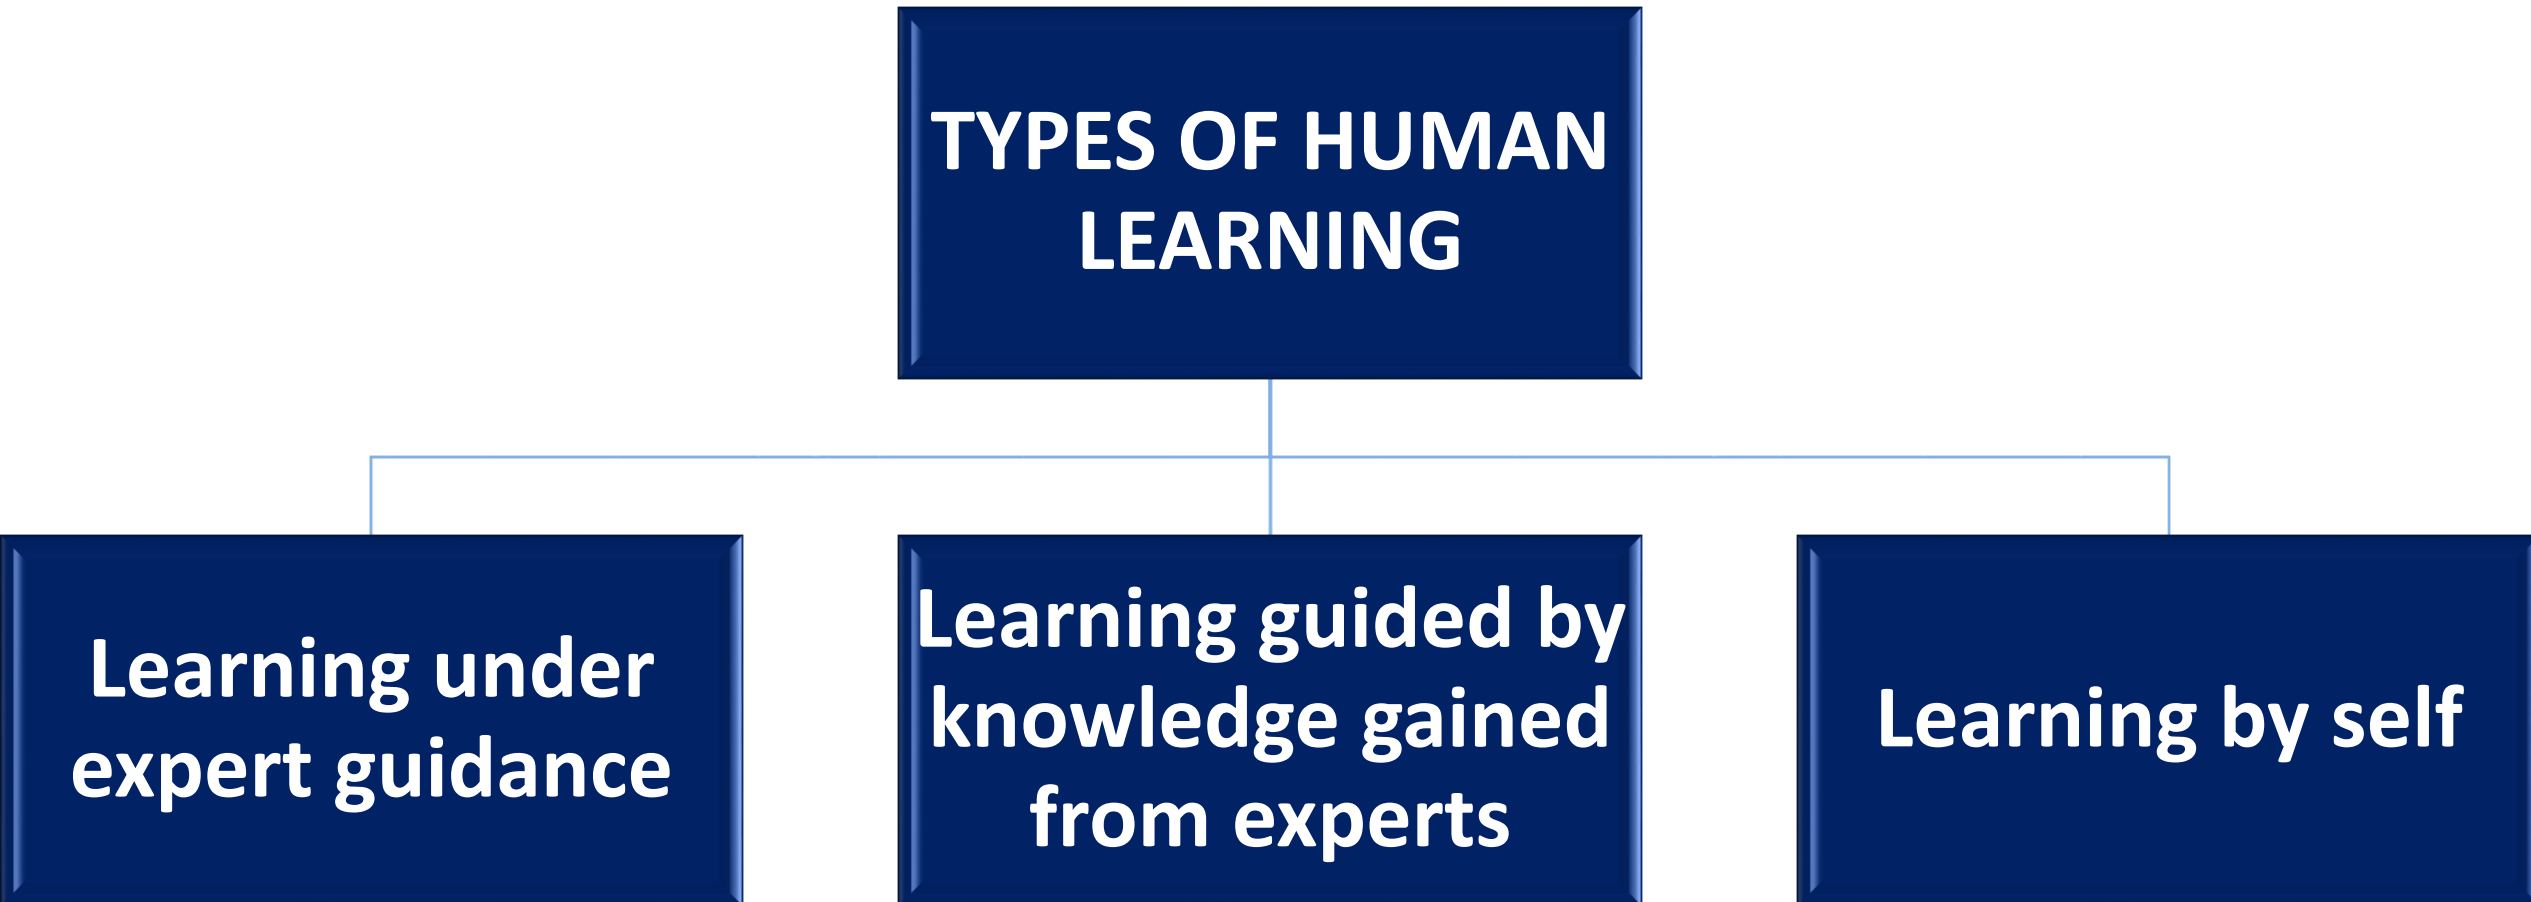 TYPES OF HUMAN
LEARNING
Learning under
expert guidance
Learning guided by
knowledge gained
from experts
Learning by self